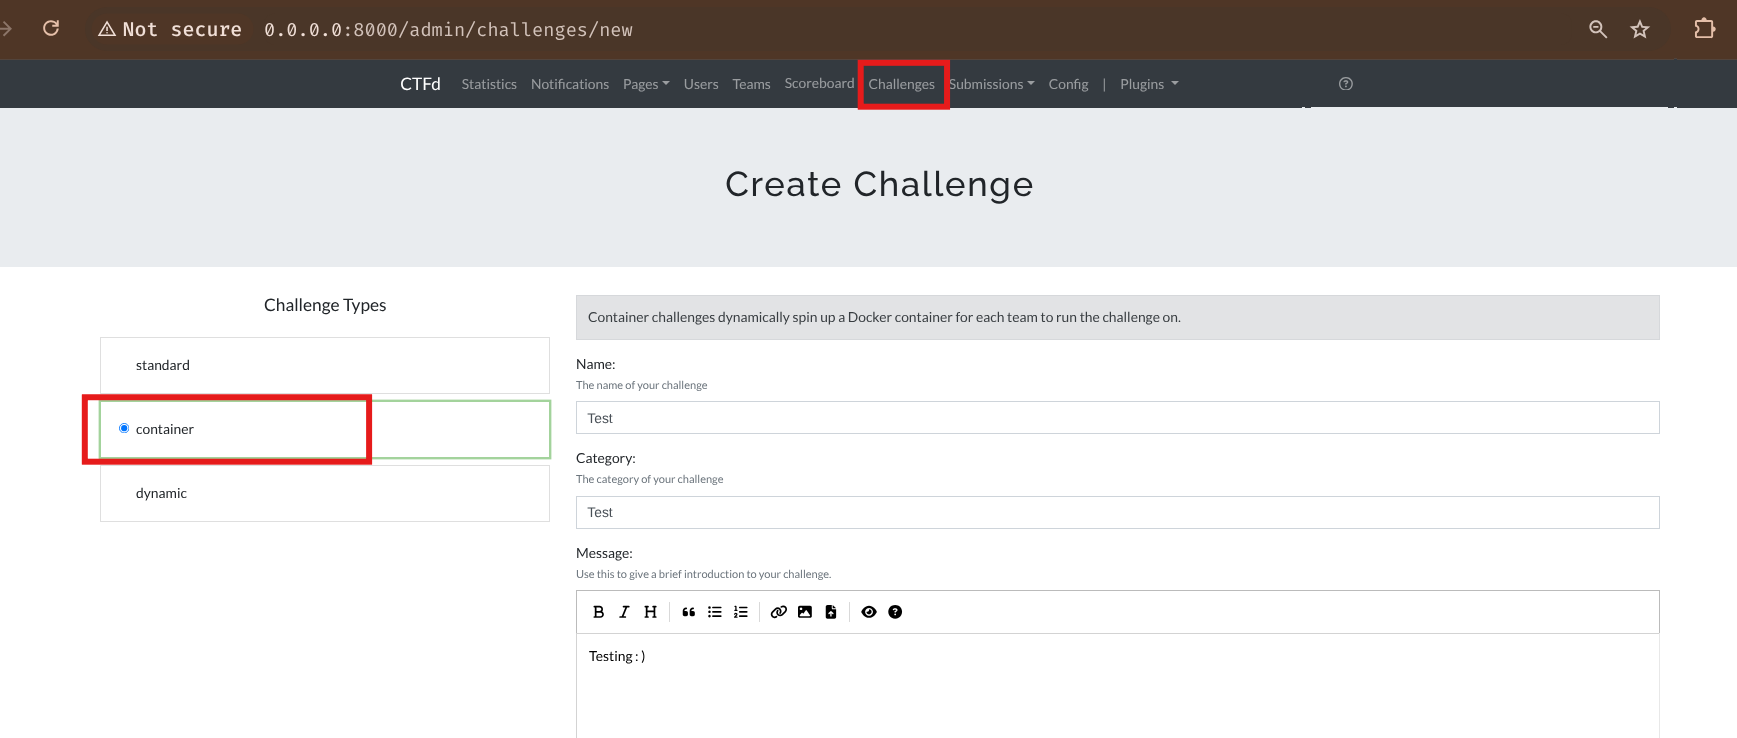 Not secure 0.0.0.0:8000/admin/challenges/new
CTFd Statistics Notifications Pages Users Teams Scoreboard Challenges Submissions Config | Plugins
Create Challenge
Challenge Types
standard
container
dynamic
Container challenges dynamically spin up a Docker container for each team to run the challenge on.
Name:
The name of your challenge
Test
Category:
The category of your challenge
Test
Message:
Use this to give a brief introduction to your challenge.
B I H
Testing : )